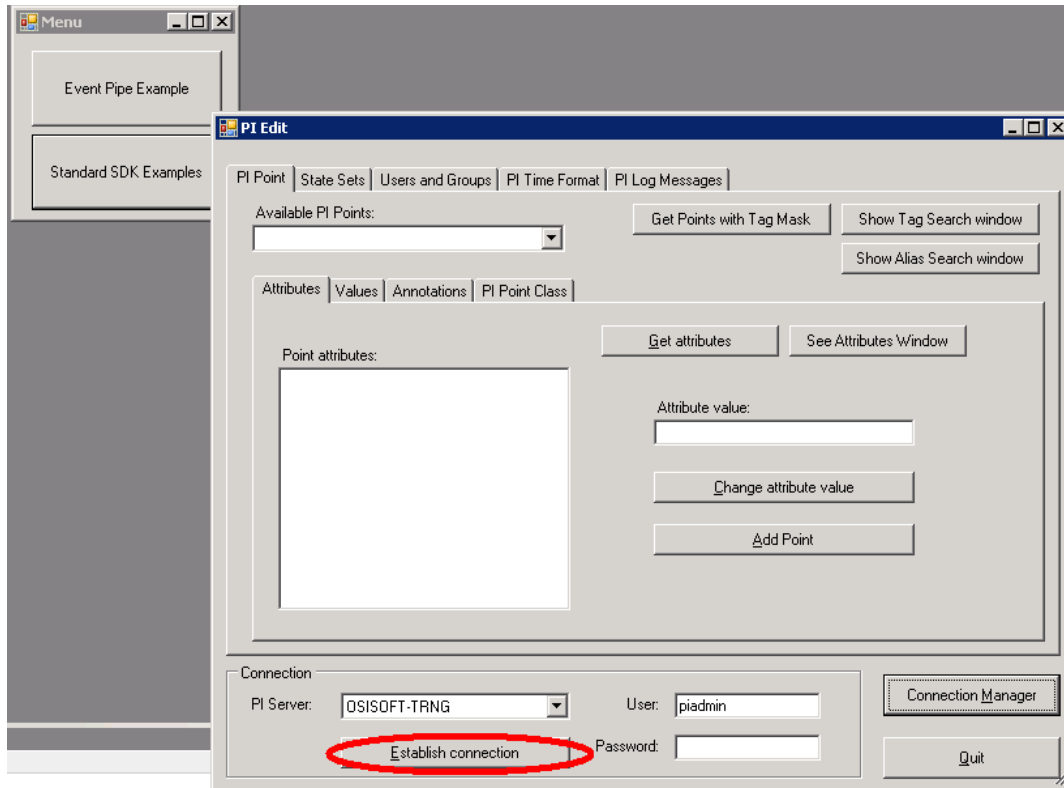 Menu
Event Pipe Example
Standard SDK Examples
PI Edit
PI Point State Sets Users and Groups PI Time Format PI Log Messages
Available PI Points:
Get Points with Tag Mask
Show Tag Search window
Show Alias Search window
Attributes Values Annotations PI Point Class
Get attributes
See Attributes Window
Point attributes:
Attribute value:
Change attribute value
Add Point
Connection
PI Server: OSISOFT-TRNG
User: piadmin
Connection Manager
Establish connection
Password:
Quit